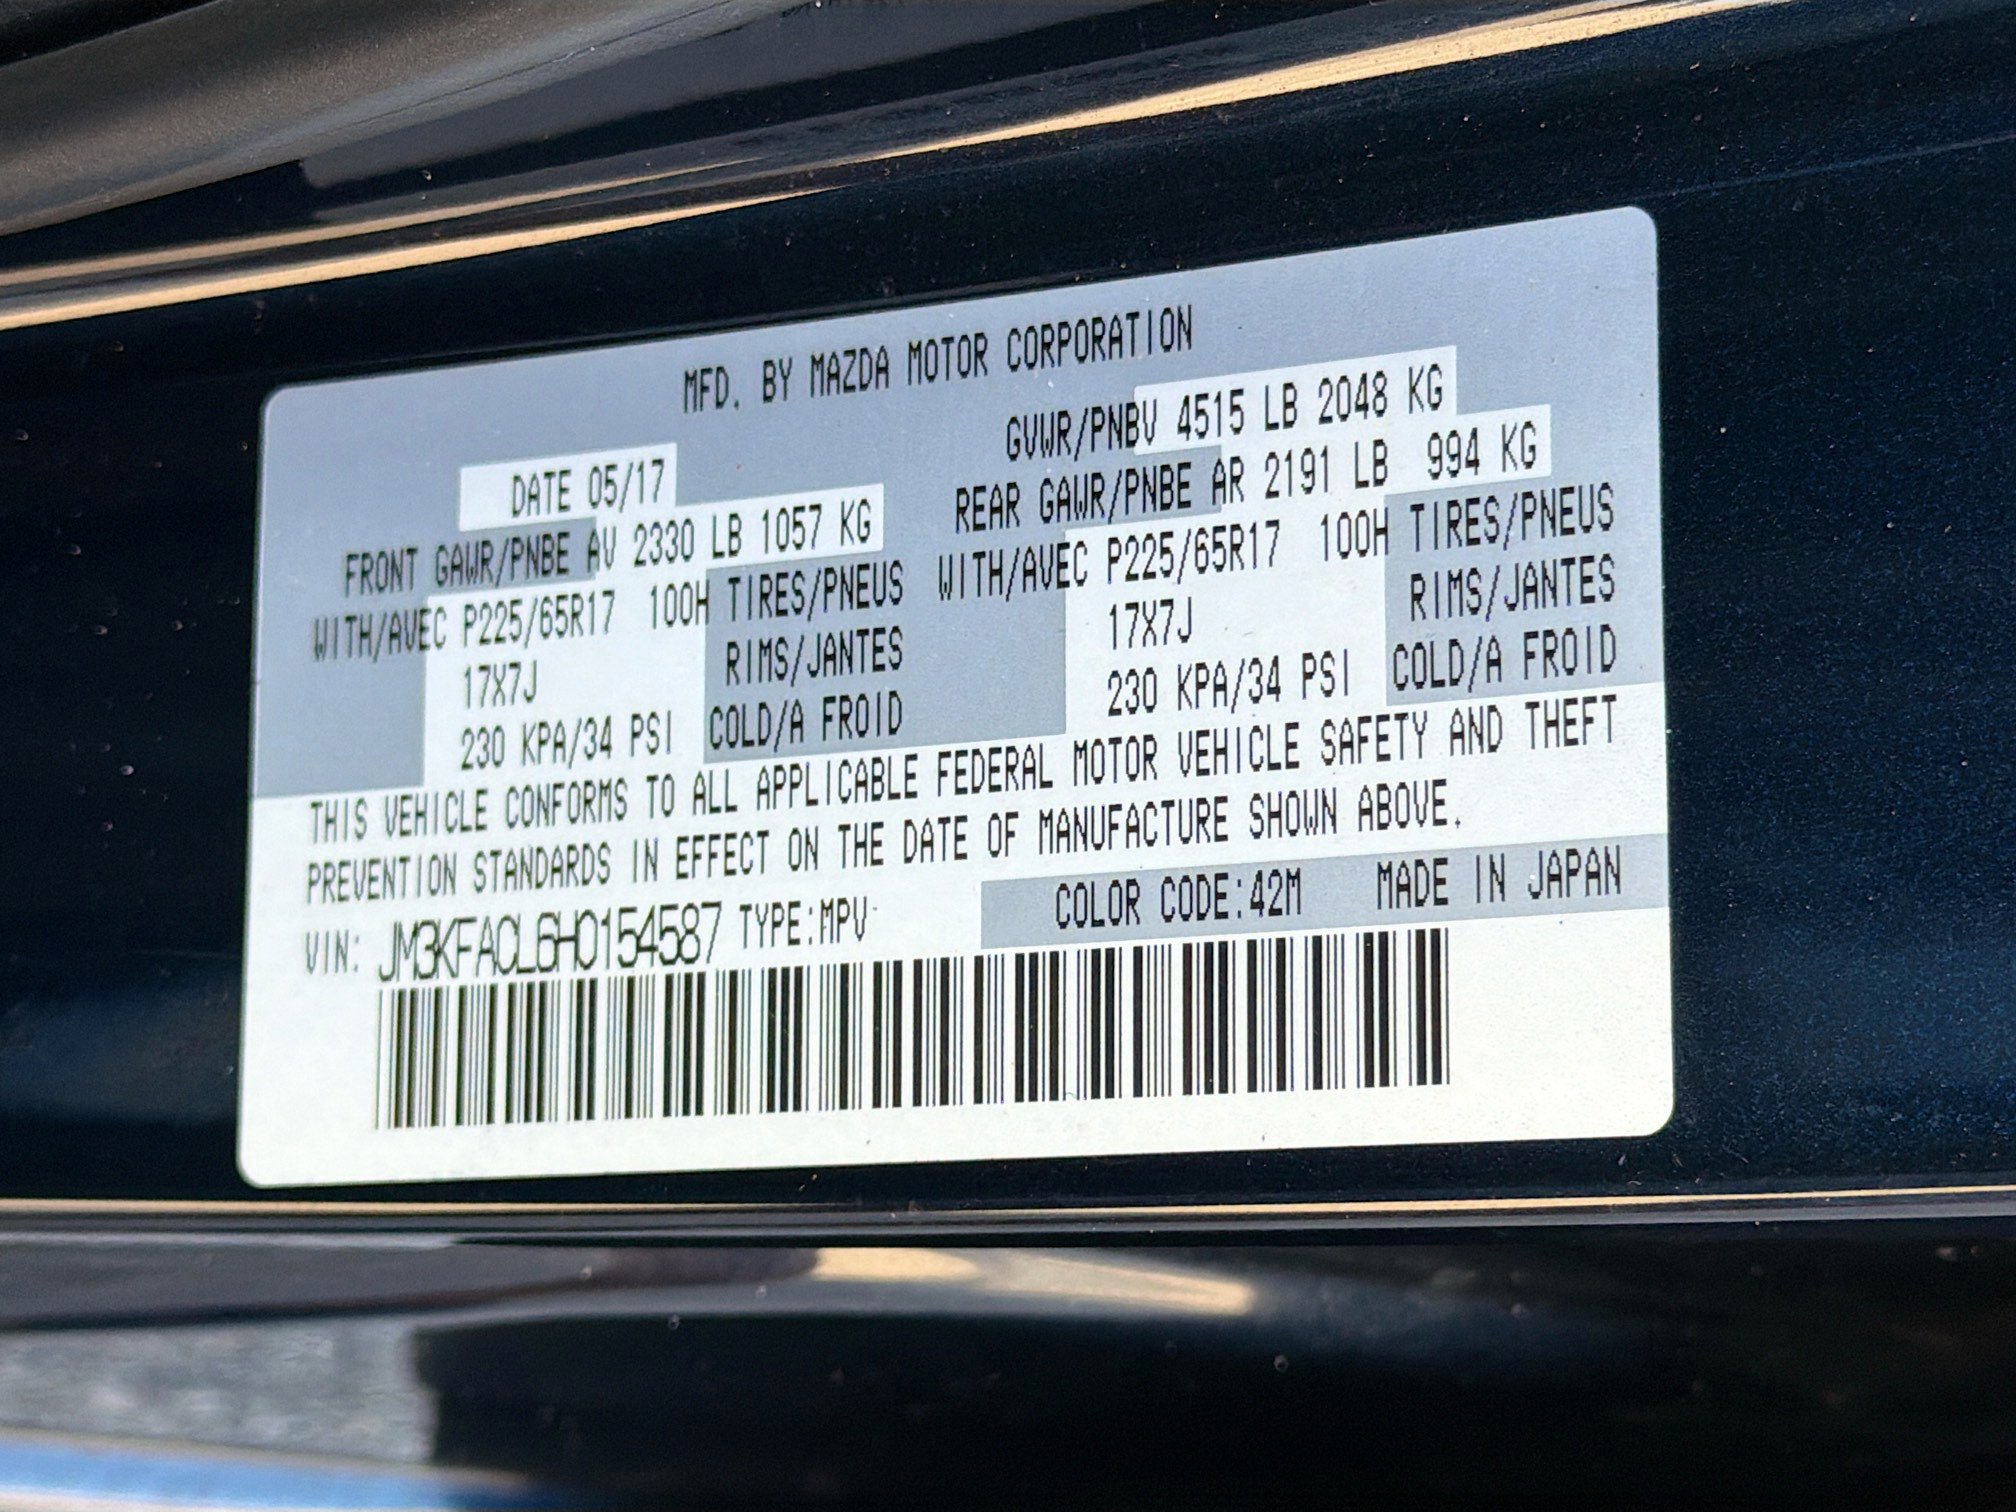 MFD. BY MAZDA MOTOR CORPORATION
DATE 05/17 GVWR/PNBV 4515 LB 2048 KG
FRONT GAWR/PNBE AV 2330 LB 1057 KG REAR GAWR/PNBE AR 2191 LB 994 KG
WITH/AVEC P225/65R17 100H TIRES/PNEUS WITH/AVEC P225/65R17 100H TIRES/PNEUS
17X7J RIMS/JANTES 17X7J RIMS/JANTES
230 KPA/34 PSI COLD/A FROID 230 KPA/34 PSI COLD/A FROID
THIS VEHICLE CONFORMS TO ALL APPLICABLE FEDERAL MOTOR VEHICLE SAFETY AND THEFT
PREVENTION STANDARDS IN EFFECT ON THE DATE OF MANUFACTURE SHOWN ABOVE.
VIN: JM3KFACL6H0154587 TYPE:MPV COLOR CODE:42M MADE IN JAPAN